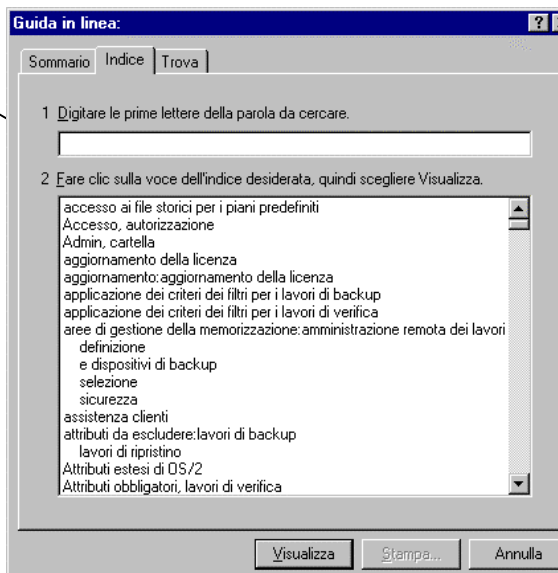 Guida in linea:
?
Sommario Indice Trova
1 Digitare le prime lettere della parola da cercare.
2 Fare clic sulla voce dell'indice desiderata, quindi scegliere Visualizza.
accesso ai file storici per i piani predefiniti
Accesso, autorizzazione
Admin, cartella
aggiornamento della licenza
aggiornamento:aggiornamento della licenza
applicazione dei criteri dei filtri per i lavori di backup
applicazione dei criteri dei filtri per i lavori di verifica
aree di gestione della memorizzazione:amministrazione remota dei lavori
definizione
e dispositivi di backup
selezione
sicurezza
assistenza clienti
attributi da escludere:lavori di backup
lavori di ripristino
Attributi estesi di OS/2
Attributi obbligatori, lavori di verifica
Visualizza Stampa... Annulla